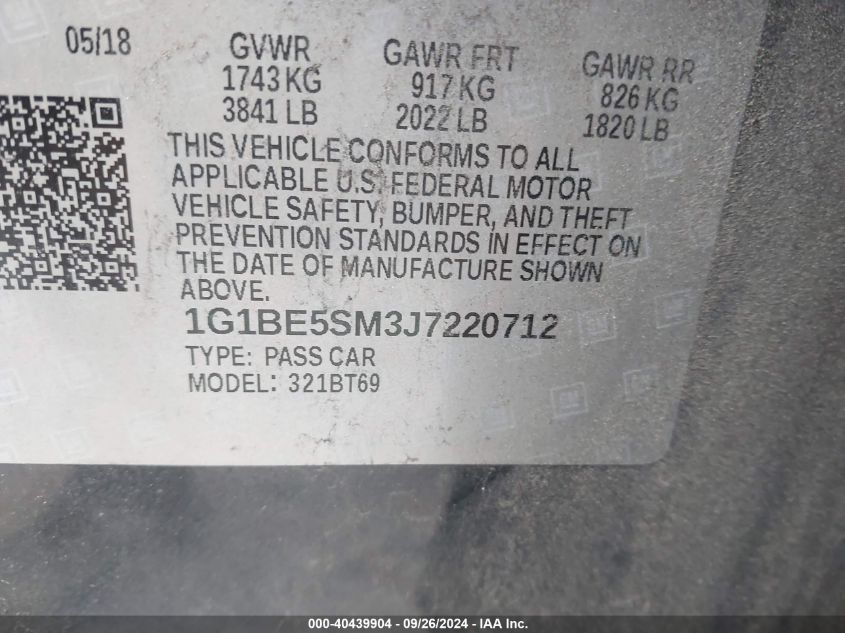 05/18
GVWR
1743 KG
3841 LB
GAWR FRT
917 KG
2022 LB
GAWR RR
826 KG
1820 LB
THIS VEHICLE CONFORMS TO ALL
APPLICABLE U.S. FEDERAL MOTOR
VEHICLE SAFETY, BUMPER, AND THEFT
PREVENTION STANDARDS IN EFFECT ON
THE DATE OF MANUFACTURE SHOWN
ABOVE.
1G1BE5SM3J7220712
TYPE: PASS CAR
MODEL: 321BT69
000-40439904 - 09/26/2024 - IAA Inc.